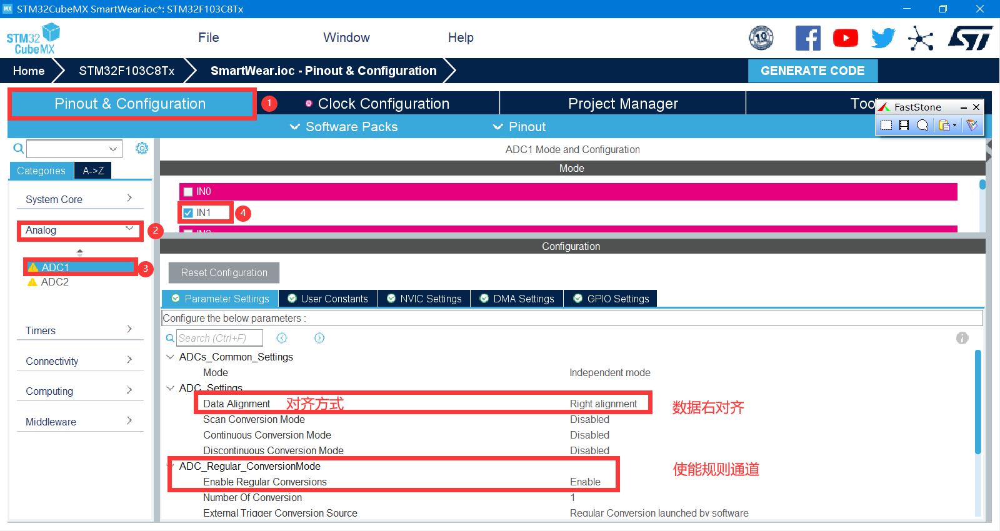 MX STM32CubeMX SmartWear.ioc*: STM32F103C8Tx
STM32
CubeMX
File
Window
Help
10
ST
Home
STM32F103C8Tx
SmartWear.ioc - Pinout & Configuration
GENERATE CODE
Pinout & Configuration
1
Clock Configuration
Project Manager
Too
FastStone
Software Packs
Pinout
ADC1 Mode and Configuration
Categories
A->Z
Mode
IN0
System Core
IN1
4
Analog
2
IN2
Configuration
ADC1
3
Reset Configuration
ADC2
Parameter Settings
User Constants
NVIC Settings
DMA Settings
GPIO Settings
Configure the below parameters :
Timers
Search (Ctrl+F)
ADCs_Common_Settings
Connectivity
Mode
Independent mode
ADC_Settings
Computing
Data Alignment
对齐方式
Right alignment
数据右对齐
Scan Conversion Mode
Disabled
Middleware
Continuous Conversion Mode
Disabled
Discontinuous Conversion Mode
Disabled
ADC_Regular_ConversionMode
使能规则通道
Enable Regular Conversions
Enable
Number Of Conversion
1
External Trigger Conversion Source
Regular Conversion launched by software